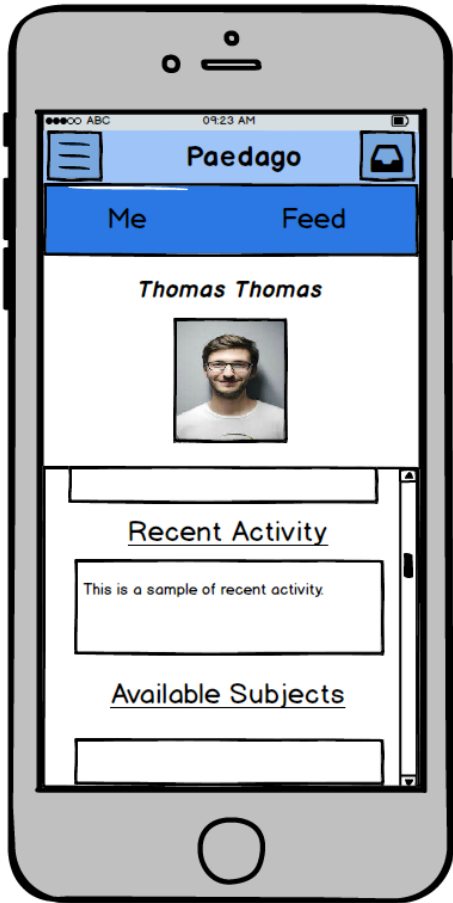 ABC 09:23 AM
Paedago
Me Feed
Thomas Thomas
Recent Activity
This is a sample of recent activity.
Available Subjects